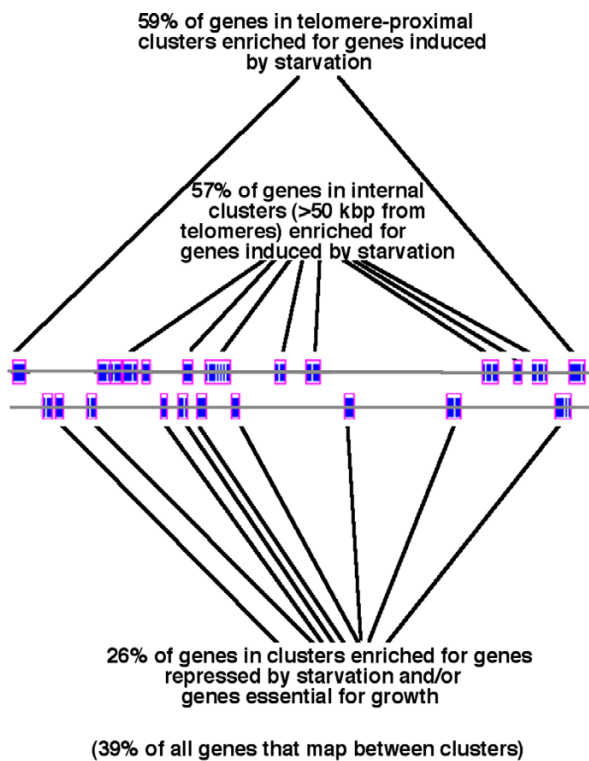 59% of genes in telomere-proximal
clusters enriched for genes induced
by starvation
57% of genes in internal
clusters (>50 kbp from
telomeres) enriched for
genes induced by starvation
26% of genes in clusters enriched for genes
repressed by starvation and/or
genes essential for growth
(39% of all genes that map between clusters)